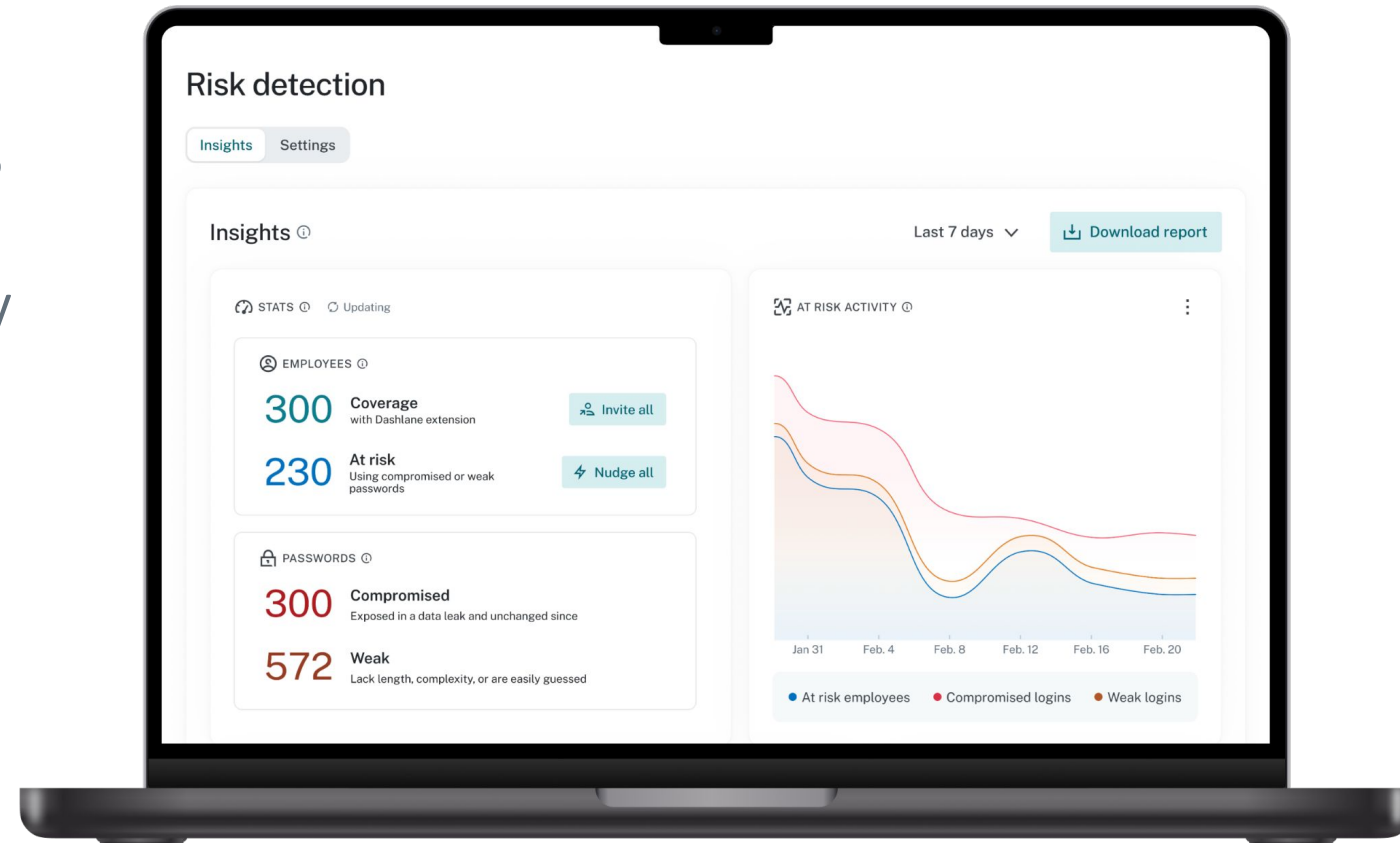 Risk detection
Insights Settings
Insights
Last 7 days
Download report
STATS Updating
EMPLOYEES
300 Coverage
with Dashlane extension
Invite all
230 At risk
Using compromised or weak
passwords
Nudge all
PASSWORDS
300 Compromised
Exposed in a data leak and unchanged since
572 Weak
Lack length, complexity, or are easily guessed
AT RISK ACTIVITY
Jan 31 Feb. 4 Feb. 8 Feb. 12 Feb. 16 Feb. 20
At risk employees Compromised logins Weak logins